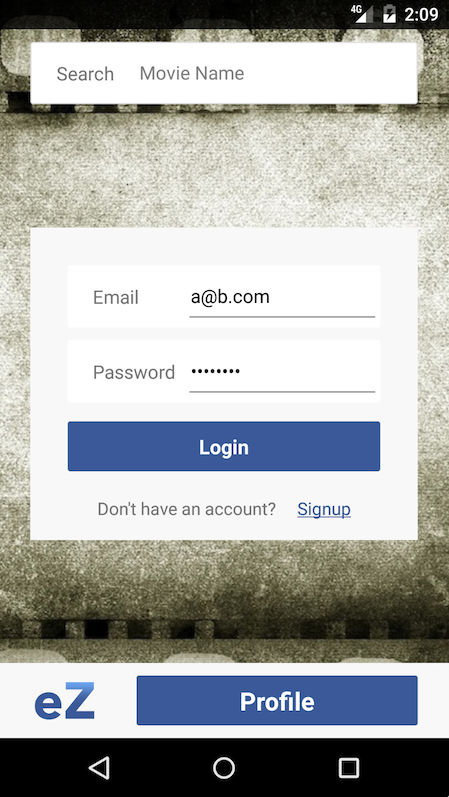 4G 2:09
Search Movie Name
Email a@b.com
Password ••••••••
Login
Don't have an account? Signup
eZ Profile